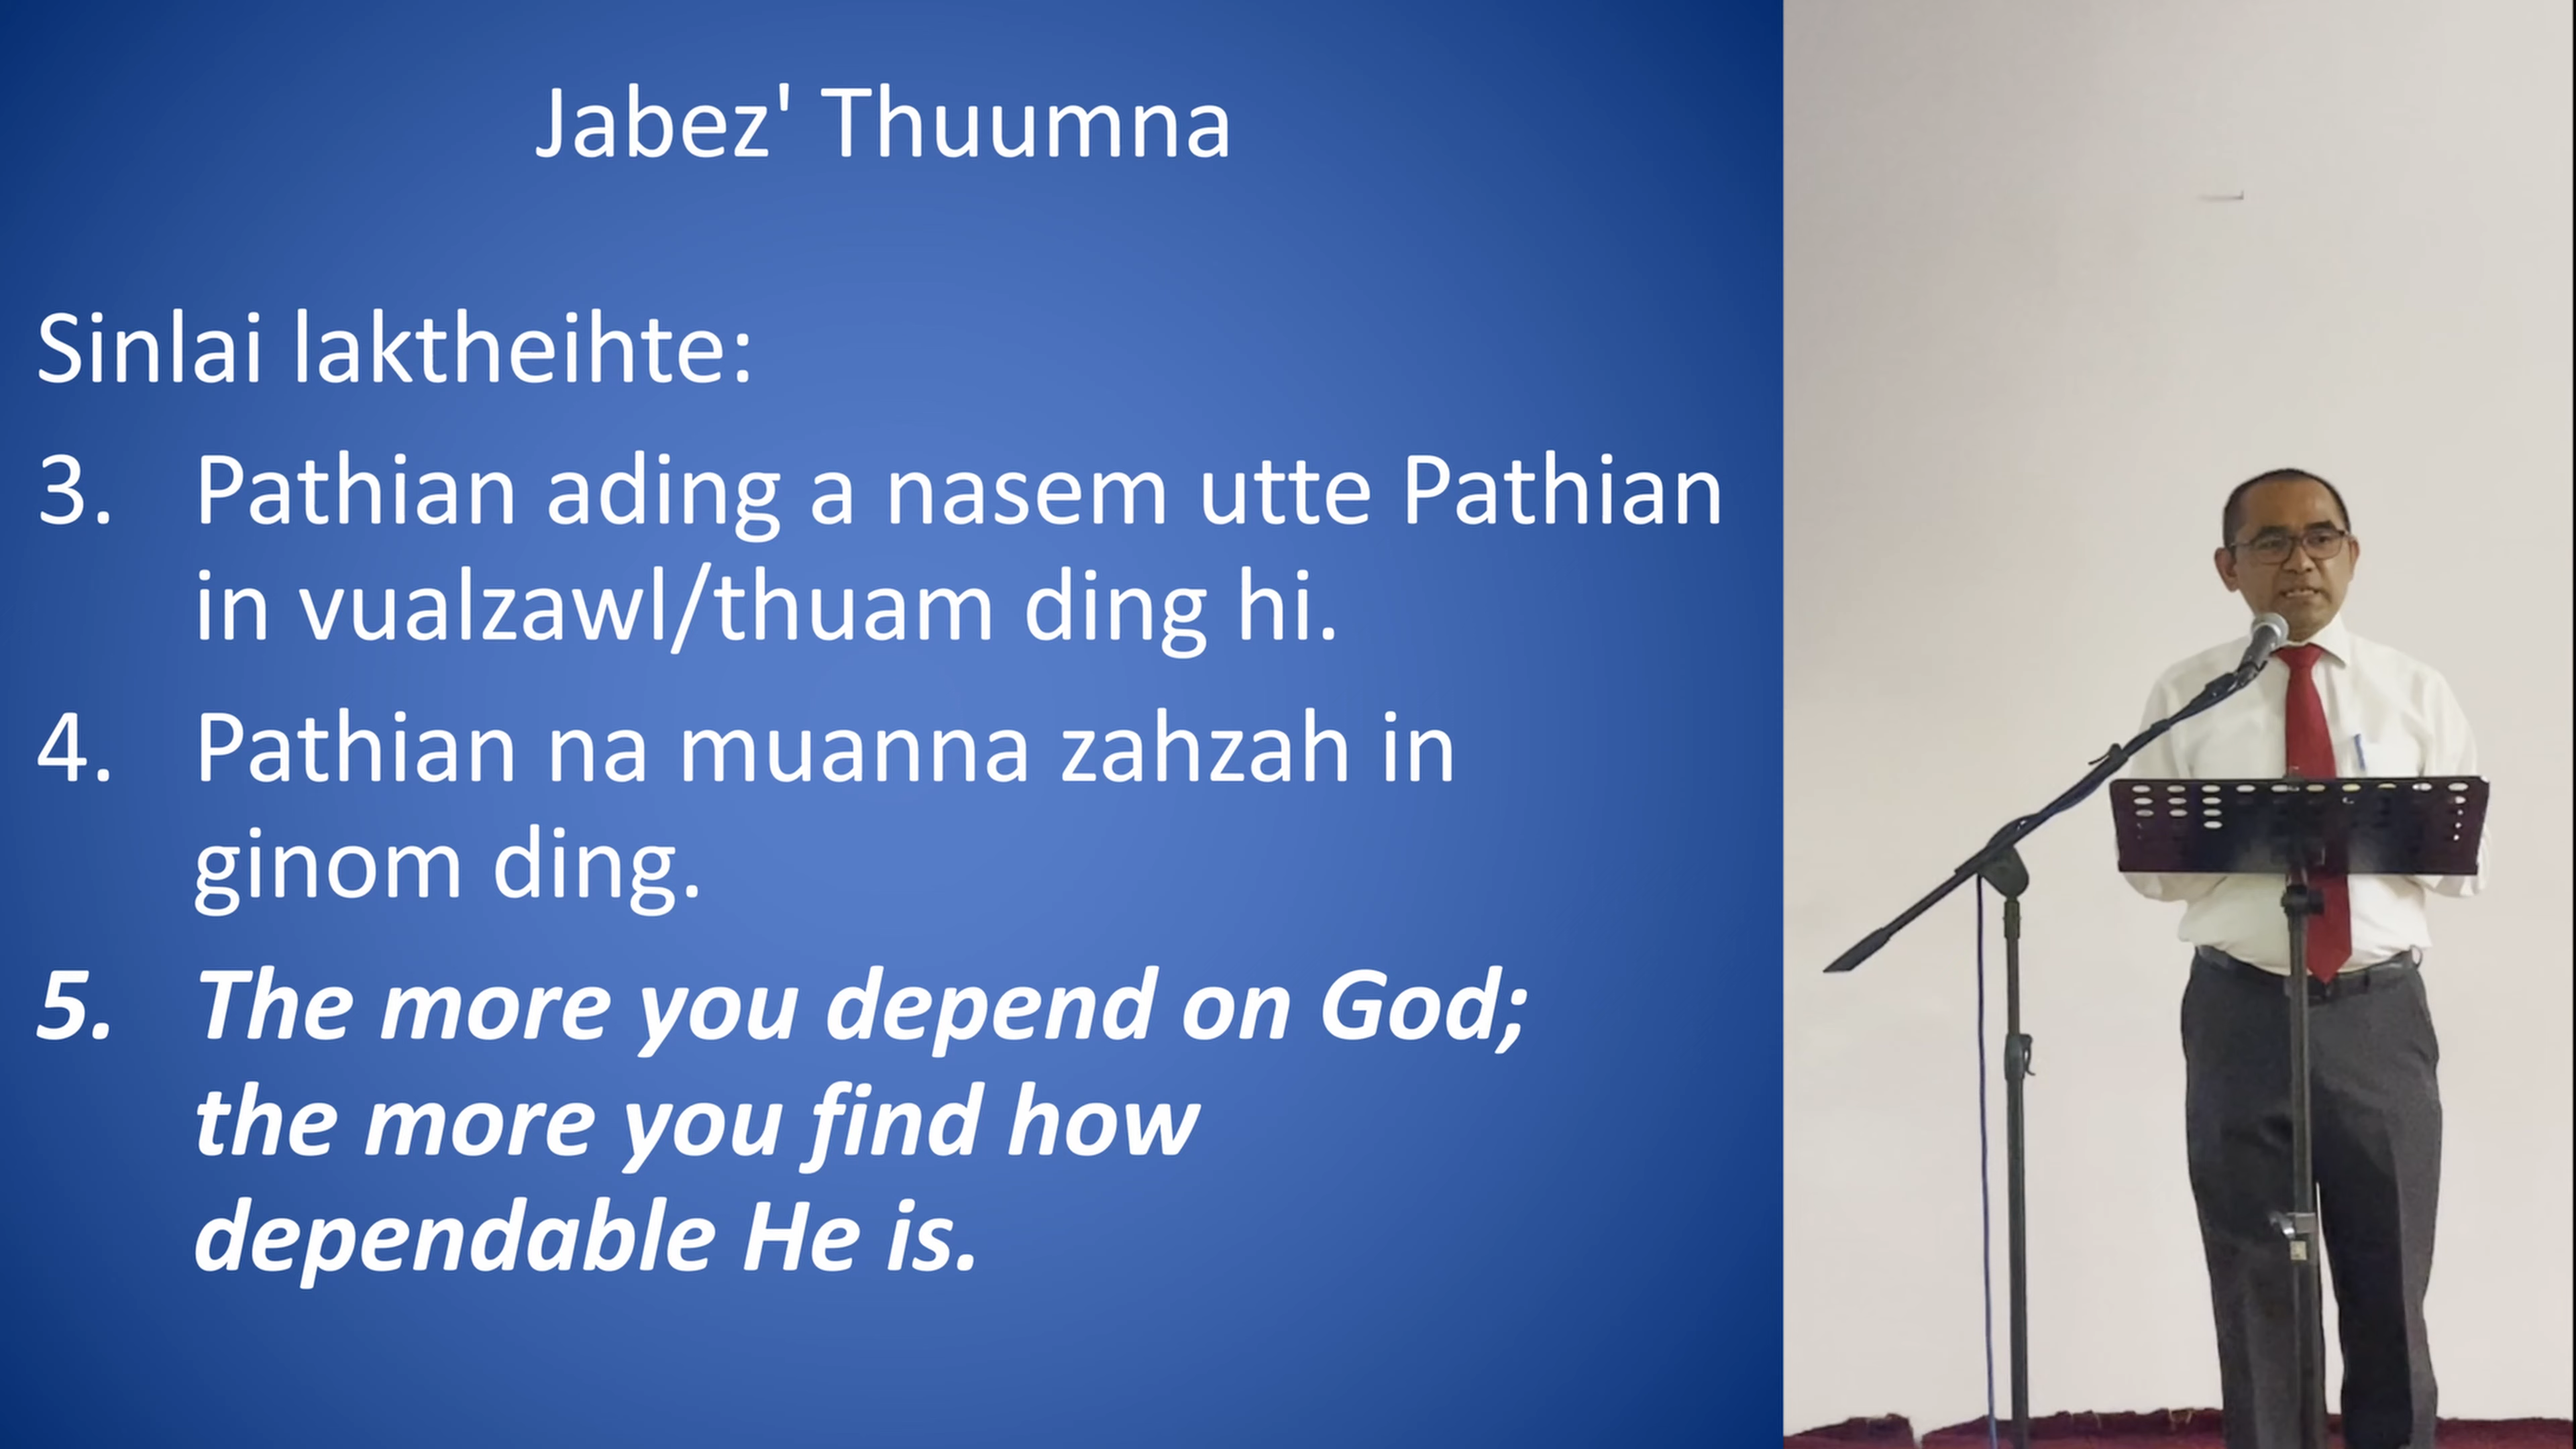 Jabez' Thuumna
Sinlai laktheihte:
3. Pathian ading a nasem utte Pathian
in vualzawl/thuam ding hi.
4. Pathian na muanna zahzah in
ginom ding.
5. The more you depend on God;
the more you find how
dependable He is.